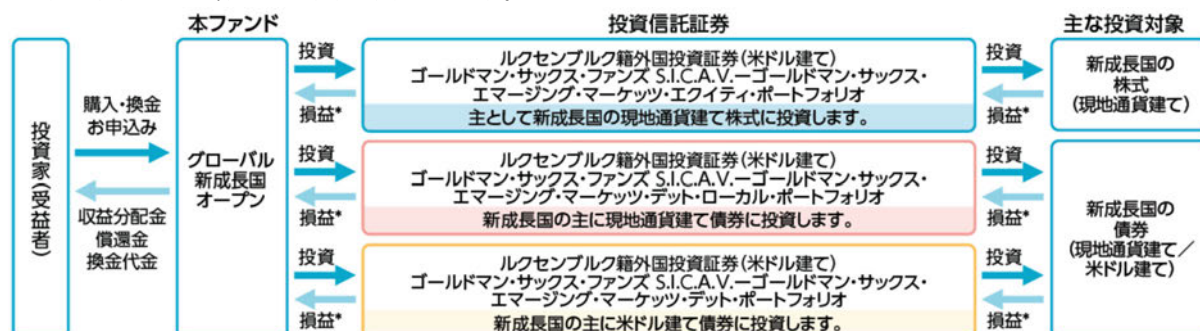 本ファンド
投資信託証券
主な投資対象
投資家(受益者)
購入・換金
お申込み
収益分配金
償還金
換金代金
グローバル
新成長国
オープン
投資
損益*
ルクセンブルク籍外国投資証券(米ドル建て)
ゴールドマン・サックス・ファンズ S.I.C.A.V.ーゴールドマン・サックス・
エマージング・マーケッツ・エクイティ・ポートフォリオ
主として新成長国の現地通貨建て株式に投資します。
投資
損益*
新成長国の
株式
(現地通貨建て)
投資
損益*
ルクセンブルク籍外国投資証券(米ドル建て)
ゴールドマン・サックス・ファンズ S.I.C.A.V.ーゴールドマン・サックス・
エマージング・マーケッツ・デット・ローカル・ポートフォリオ
新成長国の主に現地通貨建て債券に投資します。
投資
損益*
新成長国の
債券
(現地通貨建て/
米ドル建て)
投資
損益*
ルクセンブルク籍外国投資証券(米ドル建て)
ゴールドマン・サックス・ファンズ S.I.C.A.V.ーゴールドマン・サックス・
エマージング・マーケッツ・デット・ポートフォリオ
新成長国の主に米ドル建て債券に投資します。
投資
損益*